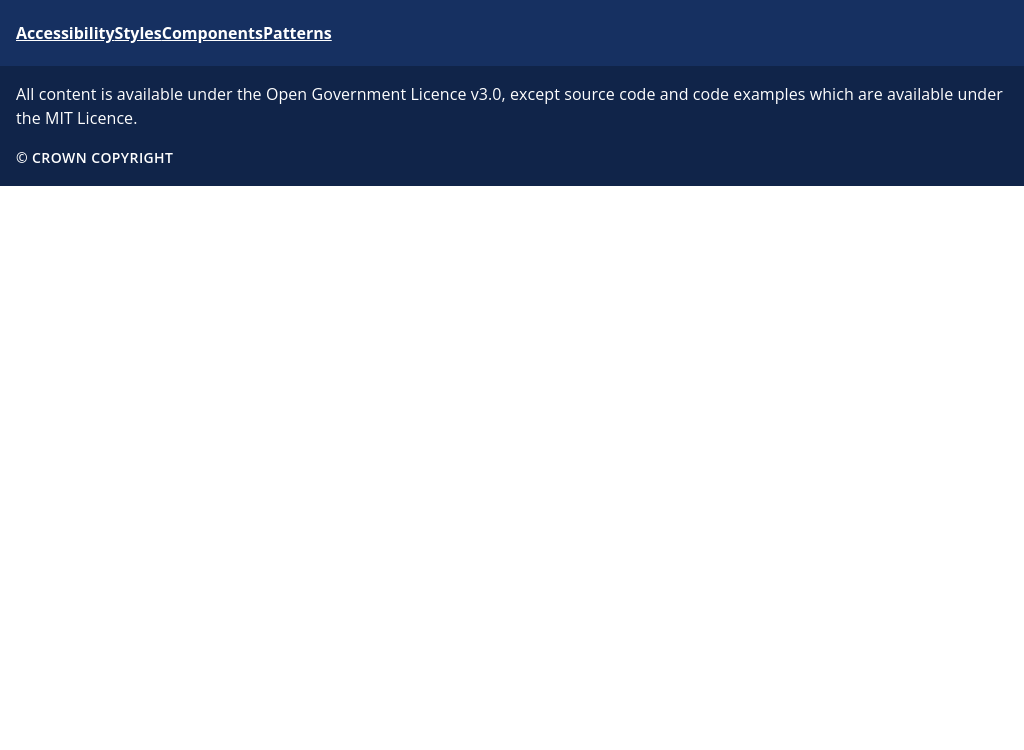 AccessibilityStylesComponentsPatterns
All content is available under the Open Government Licence v3.0, except source code and code examples which are available under
the MIT Licence.
© CROWN COPYRIGHT